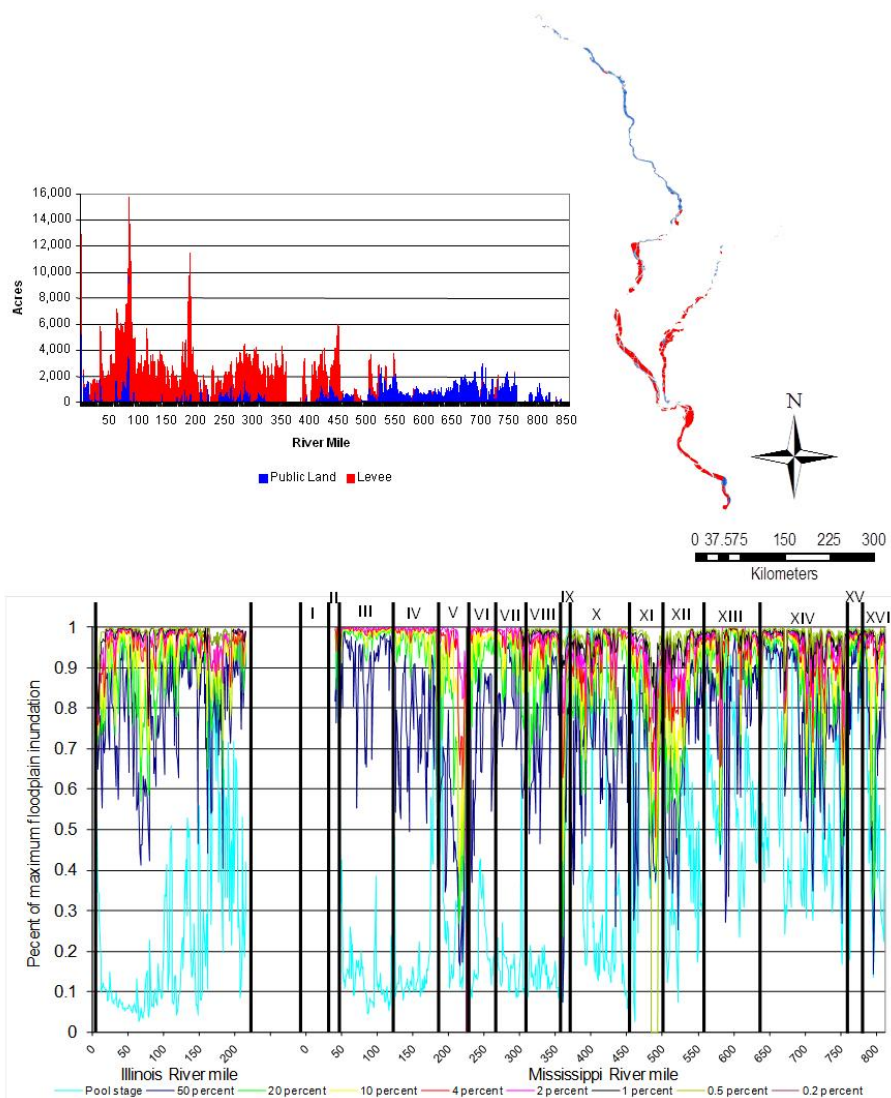 16,000
14,000
12,000
10,000
8,000
6,000
4,000
2,000
0
Acres
50 100 150 200 250 300 350 400 450 500 550 600 650 700 750 800 850
River Mile
Public Land Levee
N
0 37.575 150 225 300
Kilometers
I II III IV V VI VII VIII IX X XI XII XIII XIV XV XVI
1
0.9
0.8
0.7
0.6
0.5
0.4
0.3
0.2
0.1
0
Pecent of maximum floodplain inundation
0 50 100 150 200 0 50 100 150 200 250 300 350 400 450 500 550 600 650 700 750 800
Illinois River mile Mississippi River mile
Pool stage 50 percent 20 percent 10 percent 4 percent 2 percent 1 percent 0.5 percent 0.2 percent